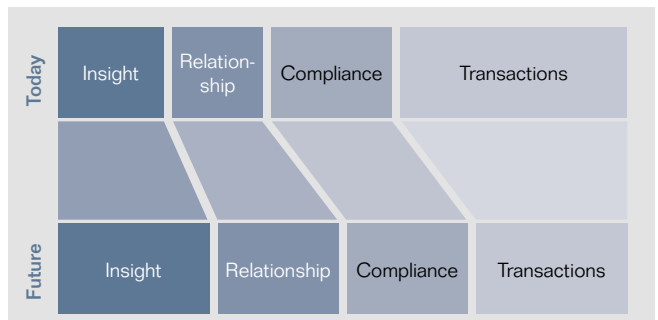 Today
Insight
Relation-
ship
Compliance
Transactions
Future
Insight
Relationship
Compliance
Transactions